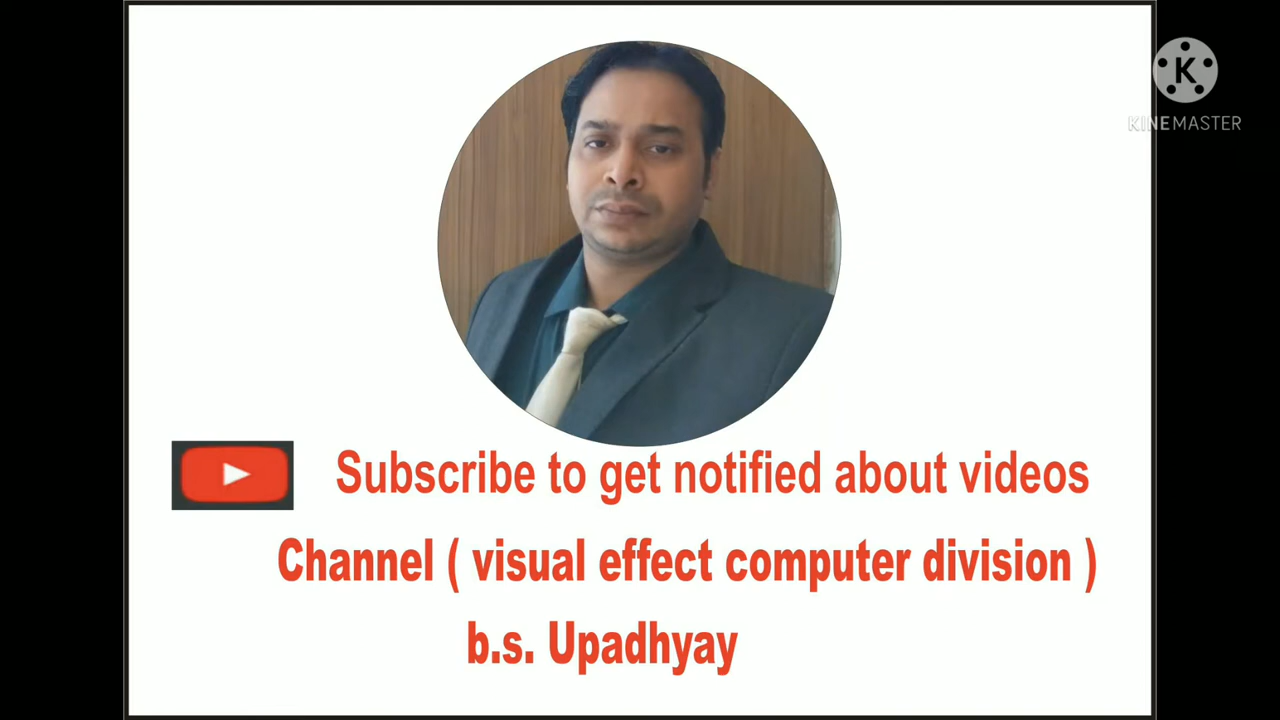 K
KINEMASTER
Subscribe to get notified about videos
Channel ( visual effect computer division )
b.s. Upadhyay